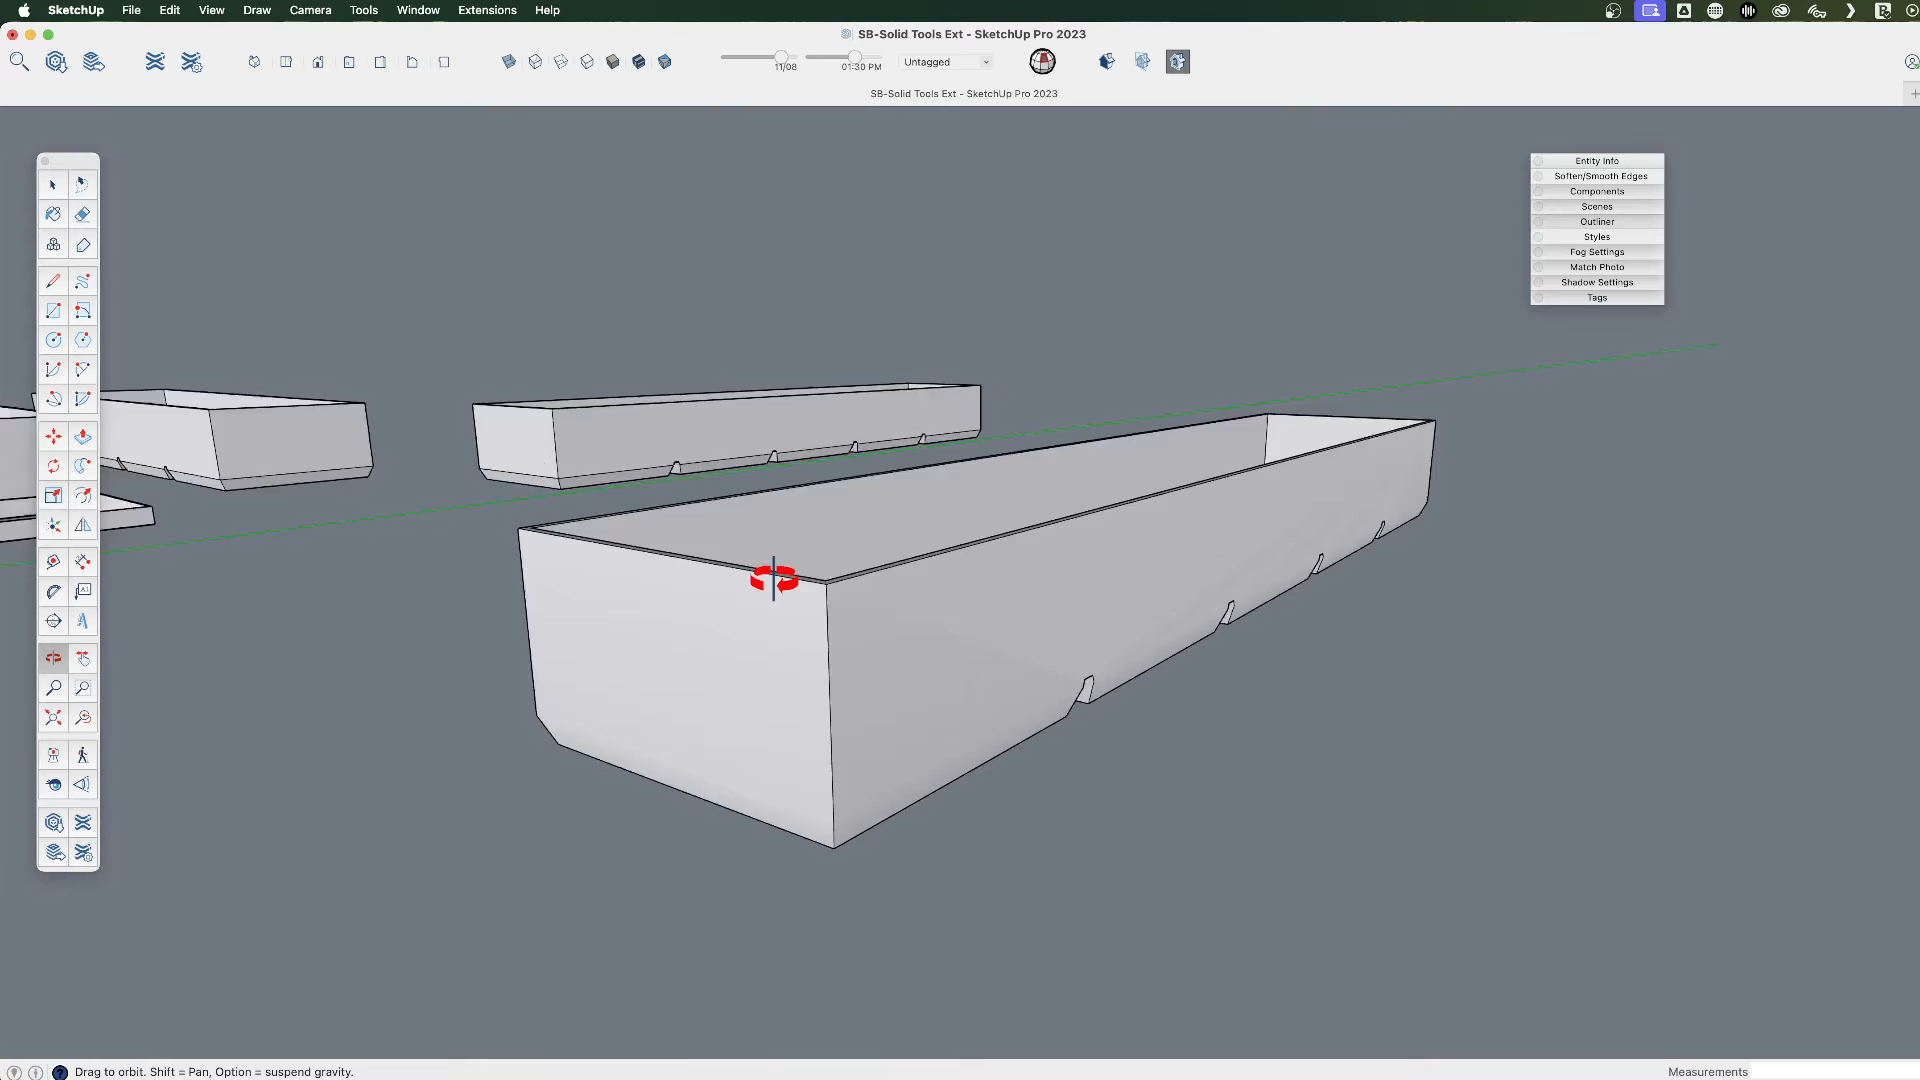 SketchUp File Edit View Draw Camera Tools Window Extensions Help
SB-Solid Tools Ext - SketchUp Pro 2023
11/08 01:30 PM Untagged
SB-Solid Tools Ext - SketchUp Pro 2023
Entity Info
Soften/Smooth Edges
Components
Scenes
Outliner
Styles
Fog Settings
Match Photo
Shadow Settings
Tags
Drag to orbit. Shift = Pan, Option = suspend gravity.
Measurements